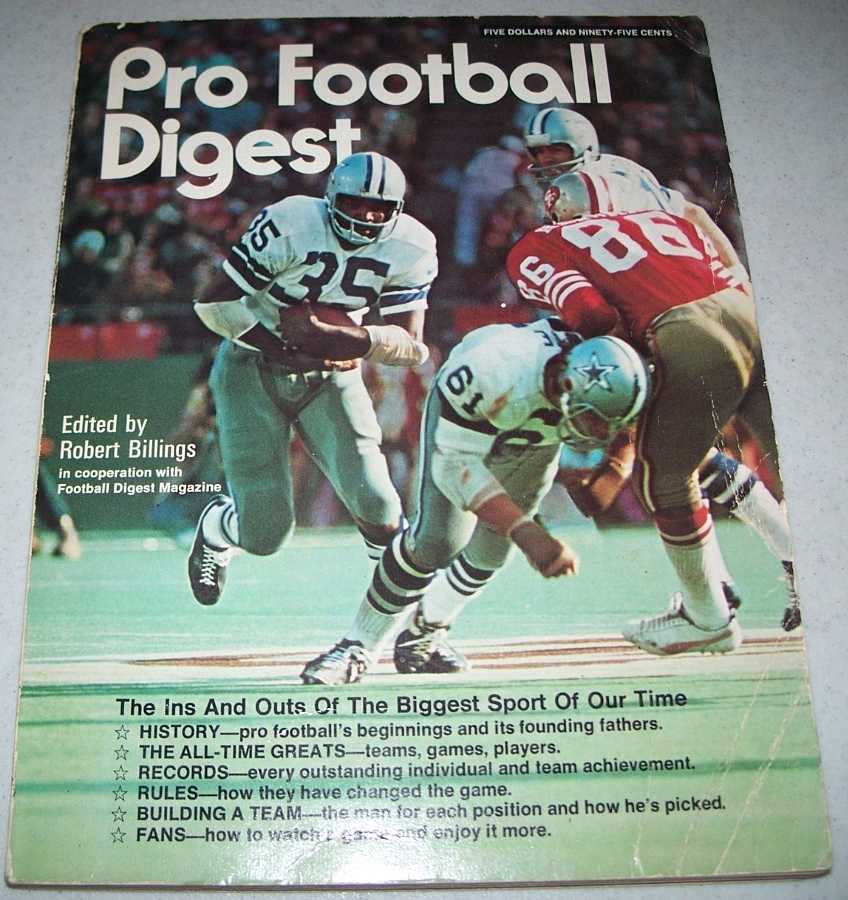 FIVE DOLLARS AND NINETY-FIVE CENTS
Pro Football
Digest
35
35
86
86
61
61
Edited by
Robert Billings
in cooperation with
Football Digest Magazine
The Ins And Outs Of The Biggest Sport Of Our Time
☆ HISTORY—pro football's beginnings and its founding fathers.
☆ THE ALL-TIME GREATS—teams, games, players.
☆ RECORDS—every outstanding individual and team achievement.
☆ RULES—how they have changed the game.
☆ BUILDING A TEAM—the man for each position and how he's picked.
☆ FANS—how to watch a game and enjoy it more.